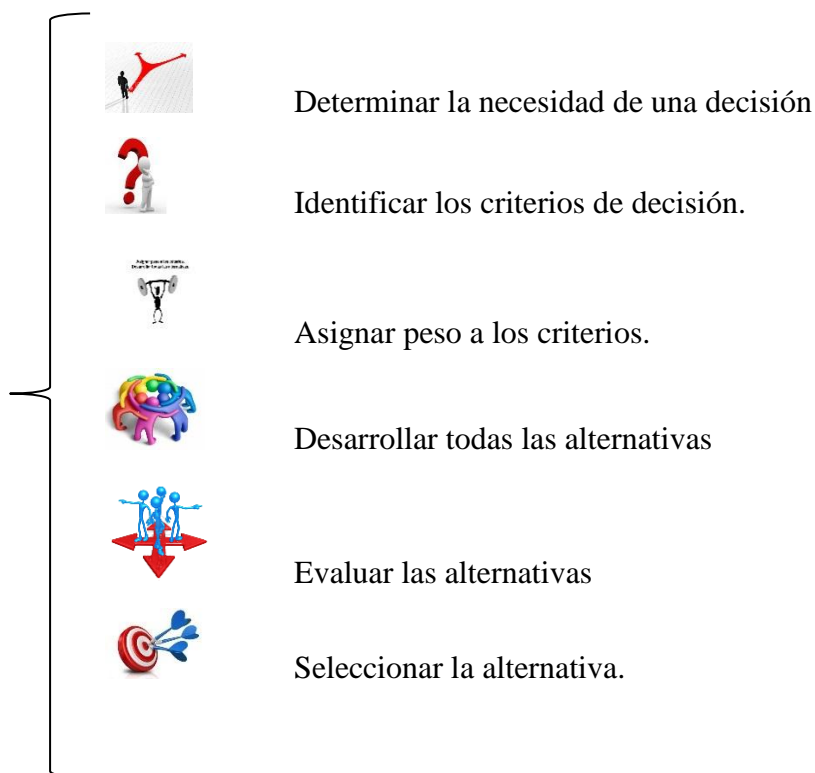 Determinar la necesidad de una decisión
Identificar los criterios de decisión.
Asignar peso a los criterios.
Desarrollar todas las alternativas
Evaluar las alternativas
Seleccionar la alternativa.